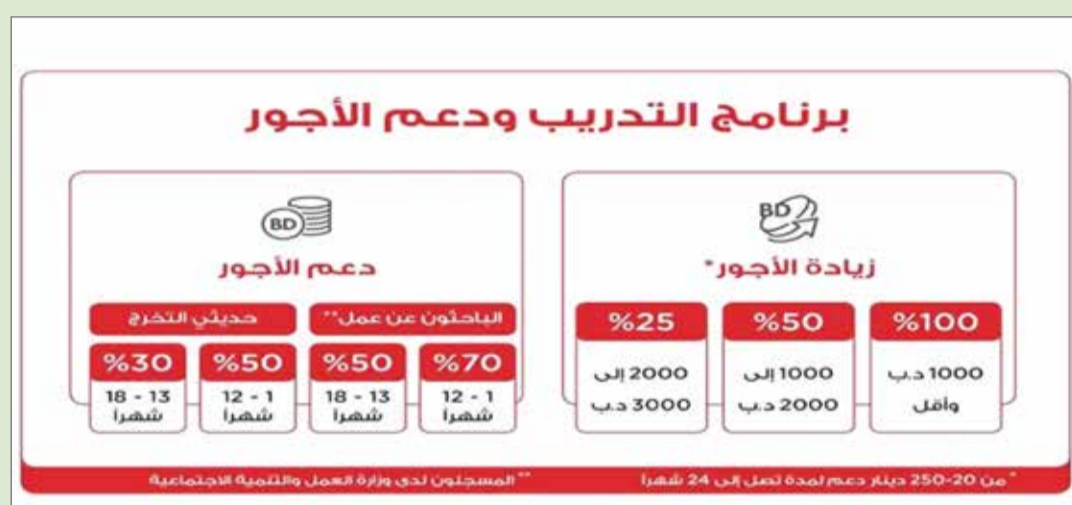 برنامج التدريب ودعم الأجور
BD
زيادة الأجور*
%100
1000 د.ب
وأقل
%50
1000 إلى
2000 د.ب
%25
2000 إلى
3000 د.ب
BD
دعم الأجور
الباحثون عن عمل**
%70
1 - 12
شهراً
%50
13 - 18
شهراً
حديثي التخرج
%50
1 - 12
شهراً
%30
13 - 18
شهراً
* من 20-250 دينار دعم لمدة تصل إلى 24 شهراً
** المسجلون لدى وزارة العمل والتنمية الاجتماعية